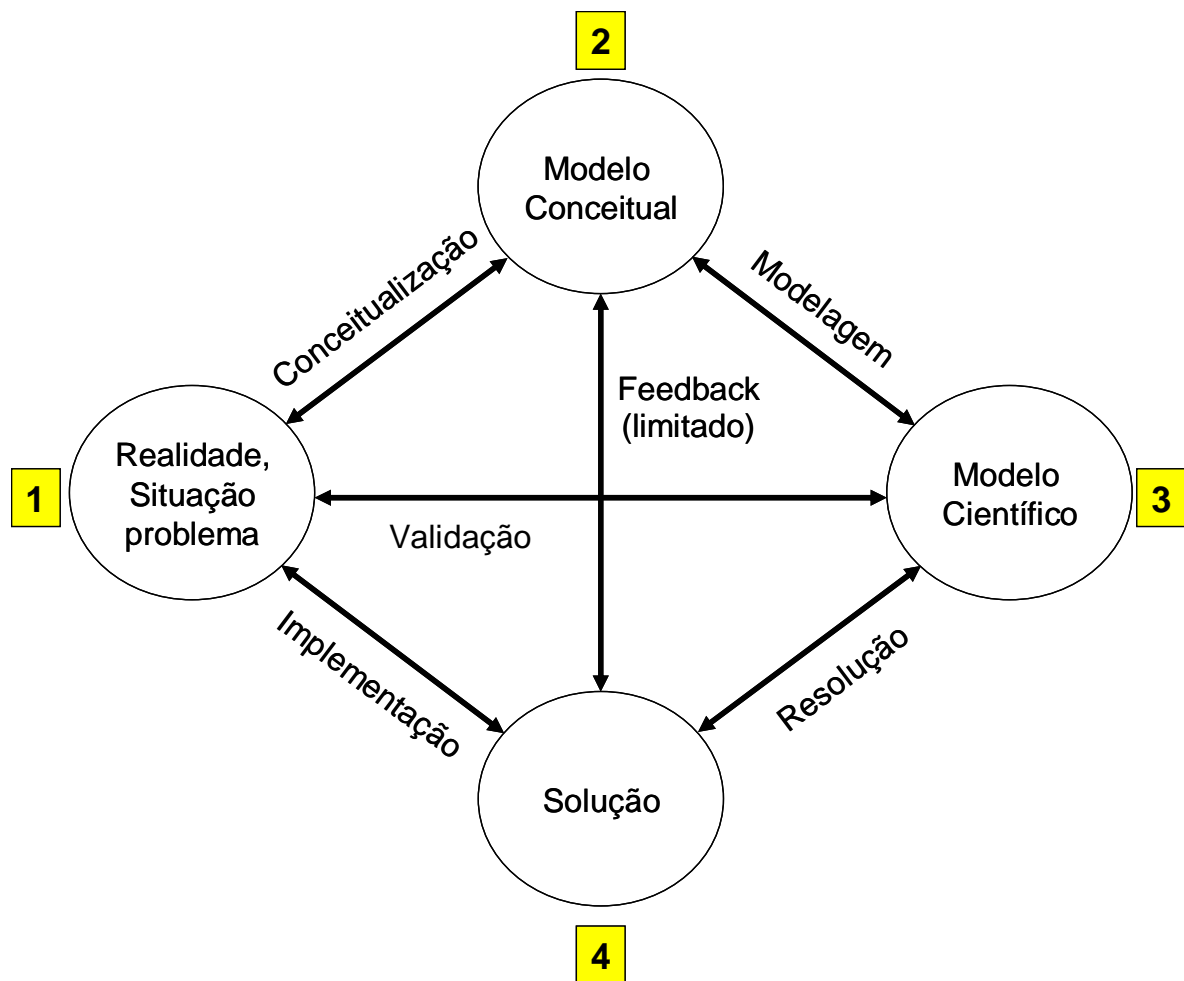 2
Modelo
Conceitual
Conceitualização
Modelagem
Feedback
(limitado)
1
Realidade,
Situação
problema
Validação
Modelo
Científico
3
Implementação
Resolução
Solução
4